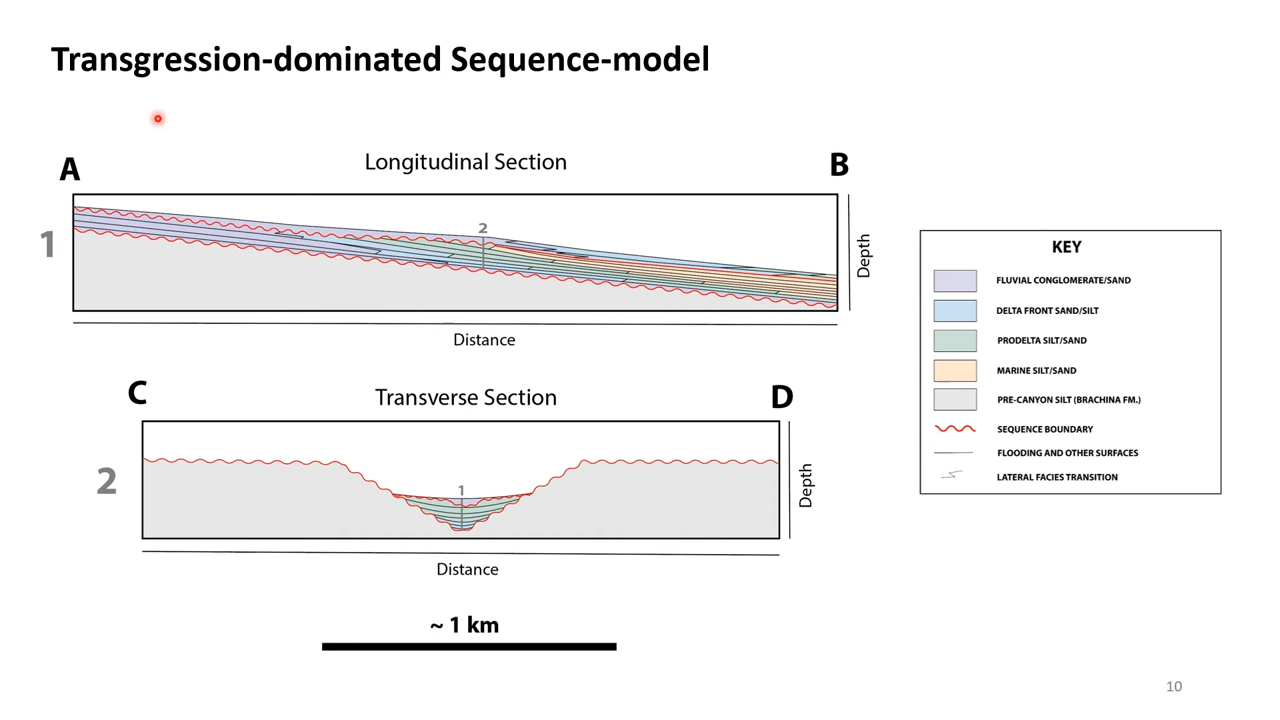 Transgression-dominated Sequence-model
A
Longitudinal Section
B
1
2
Depth
Distance
C
Transverse Section
D
2
1
Depth
Distance
~ 1 km
KEY
FLUVIAL CONGLOMERATE/SAND
DELTA FRONT SAND/SILT
PRODELTA SILT/SAND
MARINE SILT/SAND
PRE-CANYON SILT (BRACHINA FM.)
SEQUENCE BOUNDARY
FLOODING AND OTHER SURFACES
LATERAL FACIES TRANSITION
10